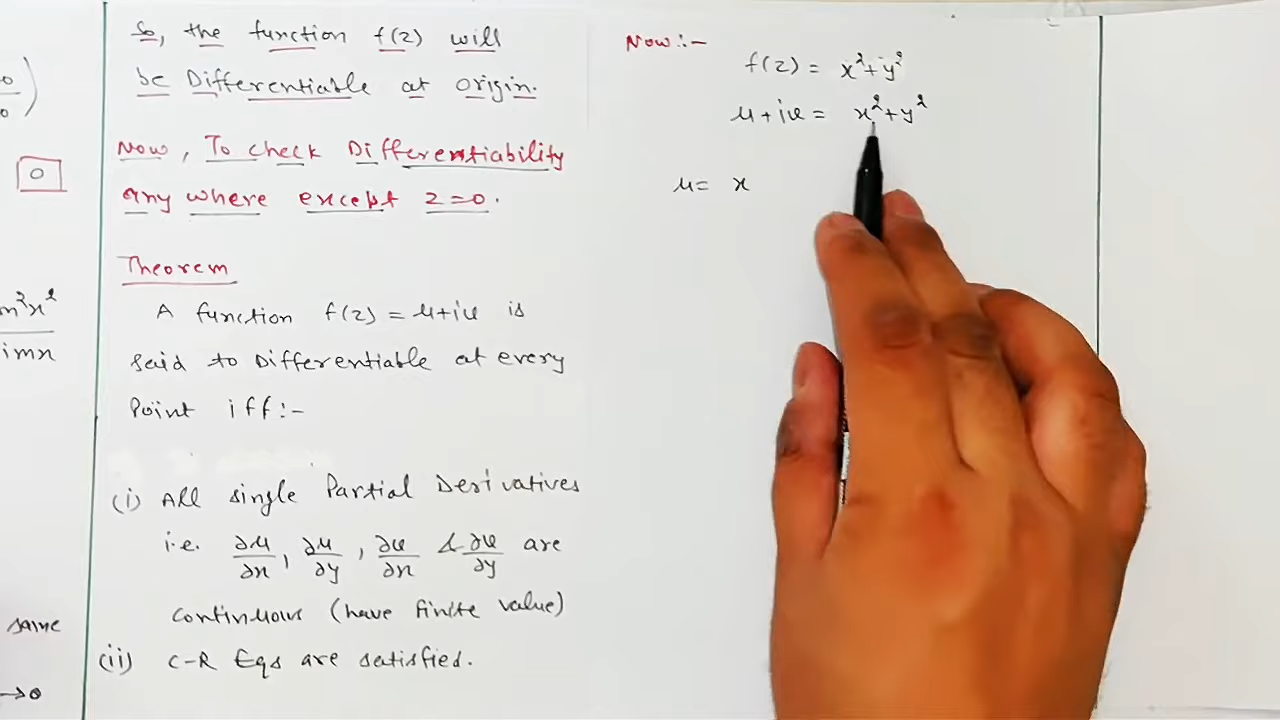 So, the function f(z) will
be Differentiable at origin.
Now, To check Differentiability
any where except z=0.
Theorem
A function f(z) = u+iv is
said to Differentiable at every
Point iff:-
(i) All single Partial Derivatives
i.e. ∂u/∂x, ∂u/∂y, ∂v/∂x & ∂v/∂y are
continuous (have finite value)
(ii) C-R Eqs are satisfied.
0
same
→0
Now:-
f(z) = x²+y²
u+iv = x²+y²
u= x